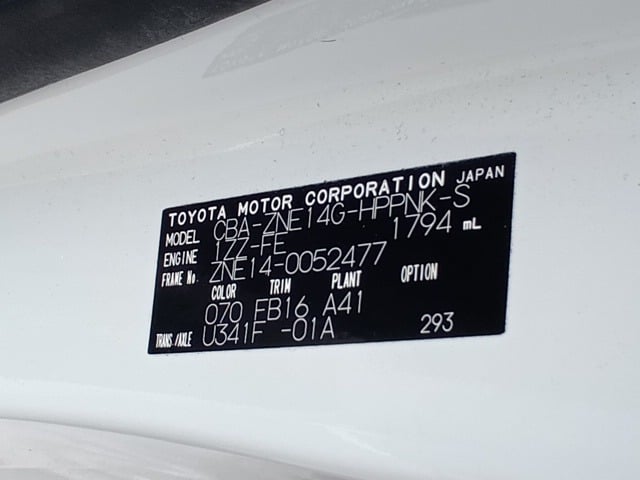 TOYOTA MOTOR CORPORATION JAPAN
MODEL CBA-ZNE14G-HPPNK-S
ENGINE 1ZZ-FE 1794 mL
FRAME No. ZNE14-0052477
COLOR TRIM PLANT OPTION
070 FB16 A41
TRANS/AXLE U341F -01A 293